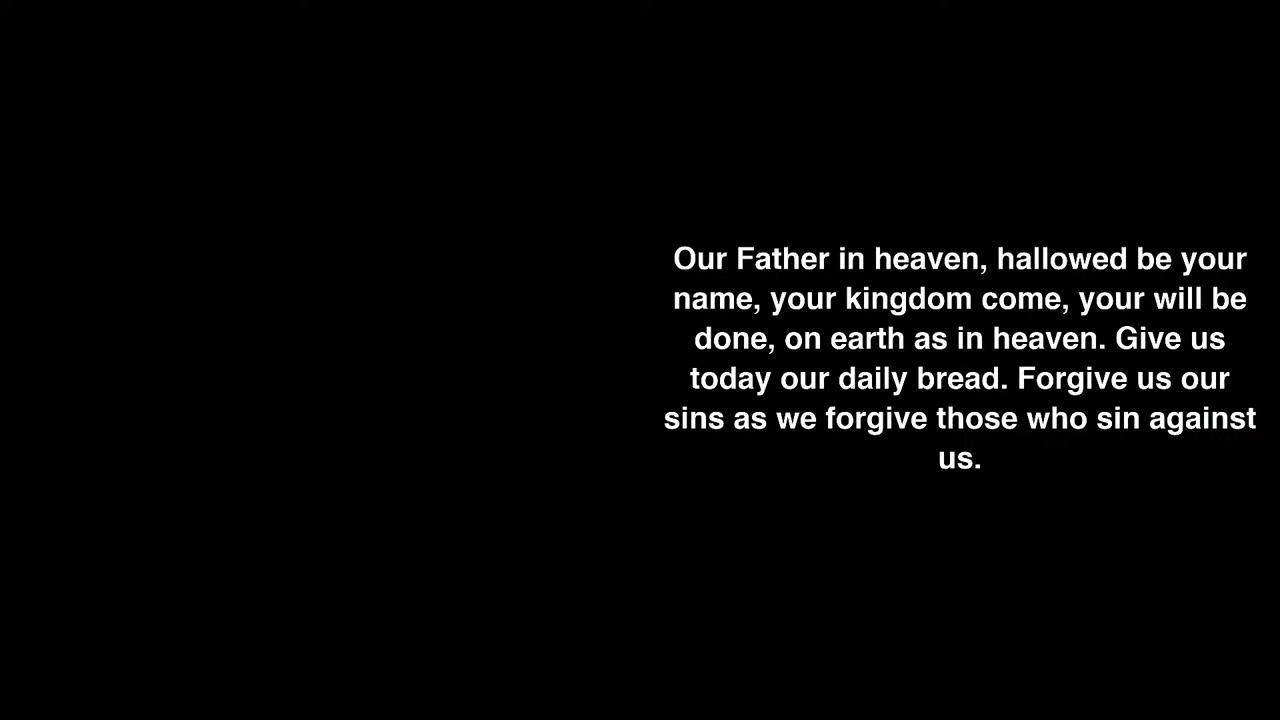 Our Father in heaven, hallowed be your
name, your kingdom come, your will be
done, on earth as in heaven. Give us
today our daily bread. Forgive us our
sins as we forgive those who sin against
us.